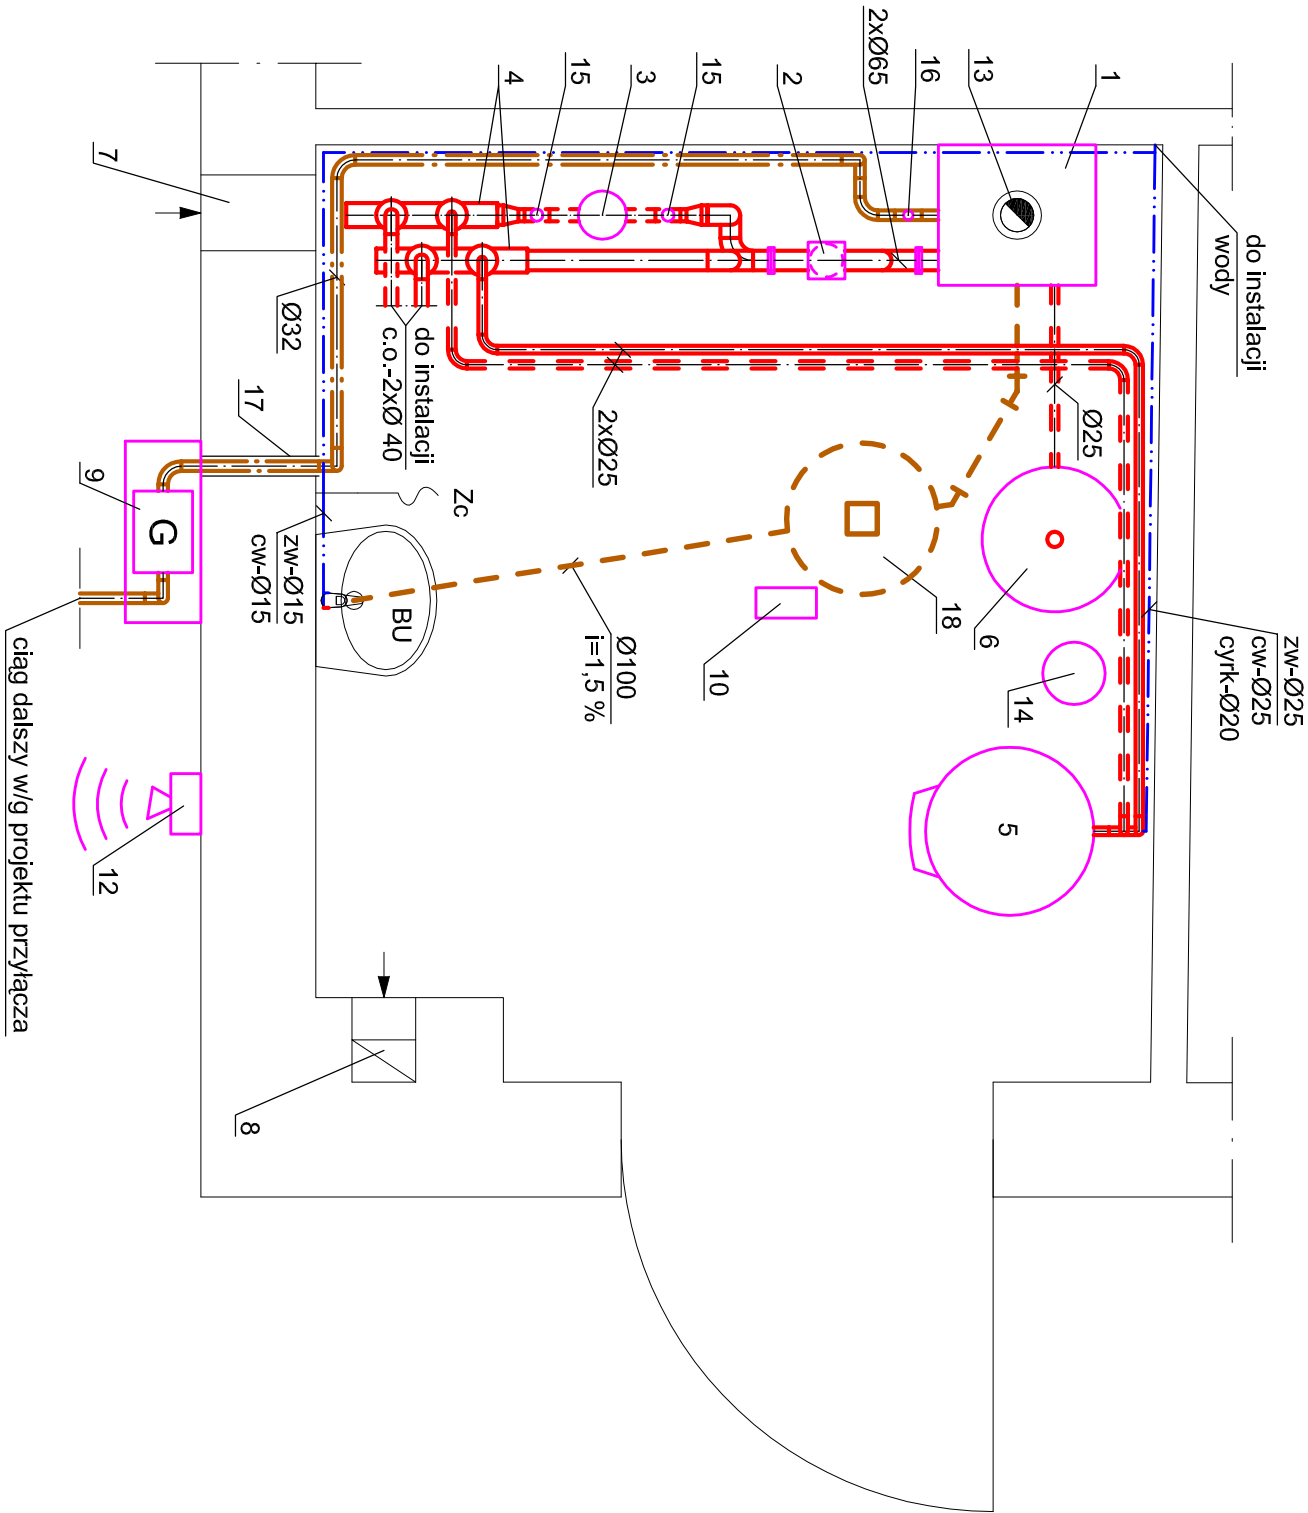 do instalacji
wody
zw-Ø25
cw-Ø25
cyrk-Ø20
1
13
16
2xØ65
2
15
3
15
4
7
Ø25
6
14
5
18
10
2xØ25
do instalacji
c.o.-2xØ 40
Ø32
17
Zc
zw-Ø15
cw-Ø15
BU
Ø100
i=1,5 %
9
G
12
8
ciąg dalszy w/g projektu przyłącza